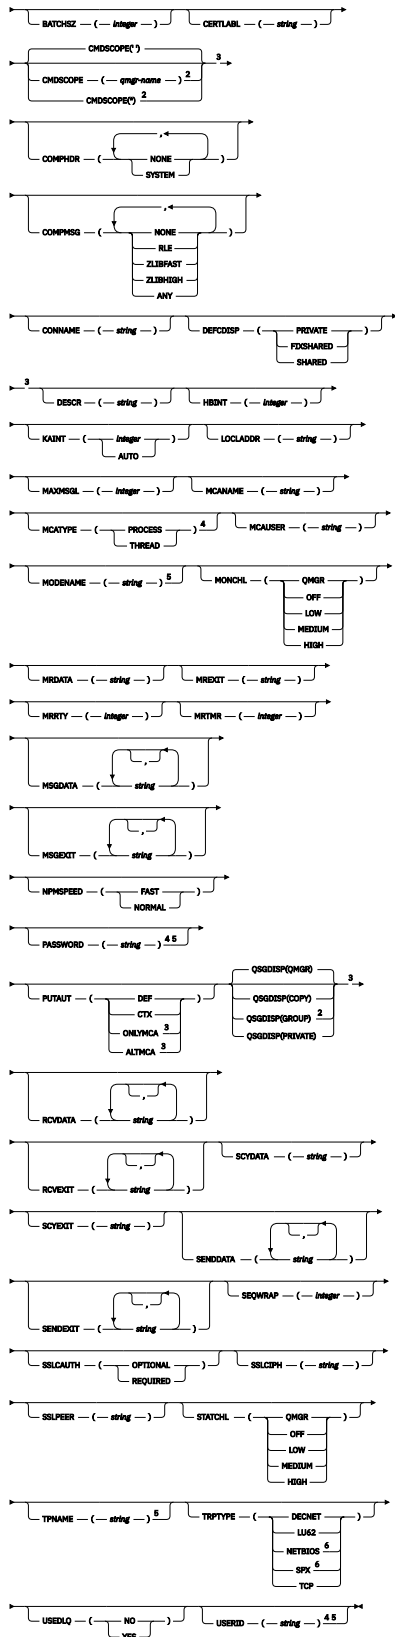 BATCHSZ ( integer ) CERTLABL ( string )
CMDSCOPE(' ')
CMDSCOPE ( qmgr-name ) 2 3
CMDSCOPE(*) 2
,
COMPHDR ( NONE )
SYSTEM
,
COMPMSG ( NONE )
RLE
ZLIBFAST
ZLIBHIGH
ANY
CONNAME ( string ) DEFCDISP ( PRIVATE )
FIXSHARED
SHARED
3 DESCR ( string ) HBINT ( integer )
KAINT ( integer ) LOCLADDR ( string )
AUTO
MAXMSGL ( integer ) MCANAME ( string )
MCATYPE ( PROCESS ) 4 MCAUSER ( string )
THREAD
MODENAME ( string ) 5 MONCHL ( QMGR )
OFF
LOW
MEDIUM
HIGH
MRDATA ( string ) MREXIT ( string )
MRRTY ( integer ) MRTMR ( integer )
,
MSGDATA ( string )
,
MSGEXIT ( string )
NPMSPEED ( FAST )
NORMAL
PASSWORD ( string ) 4 5
QSGDISP(QMGR) 3
PUTAUT ( DEF ) QSGDISP(COPY)
CTX QSGDISP(GROUP) 2
ONLYMCA 3 QSGDISP(PRIVATE)
ALTMCA 3
,
RCVDATA ( string )
,
RCVEXIT ( string ) SCYDATA ( string )
SCYEXIT ( string ) ,
SENDDATA ( string )
,
SENDEXIT ( string ) SEQWRAP ( integer )
SSLCAUTH ( OPTIONAL ) SSLCIPH ( string )
REQUIRED
SSLPEER ( string ) STATCHL ( QMGR )
OFF
LOW
MEDIUM
HIGH
TPNAME ( string ) 5 TRPTYPE ( DECNET )
LU62
NETBIOS 6
SPX 6
TCP
USEDLQ ( NO ) USERID ( string ) 4 5
YES